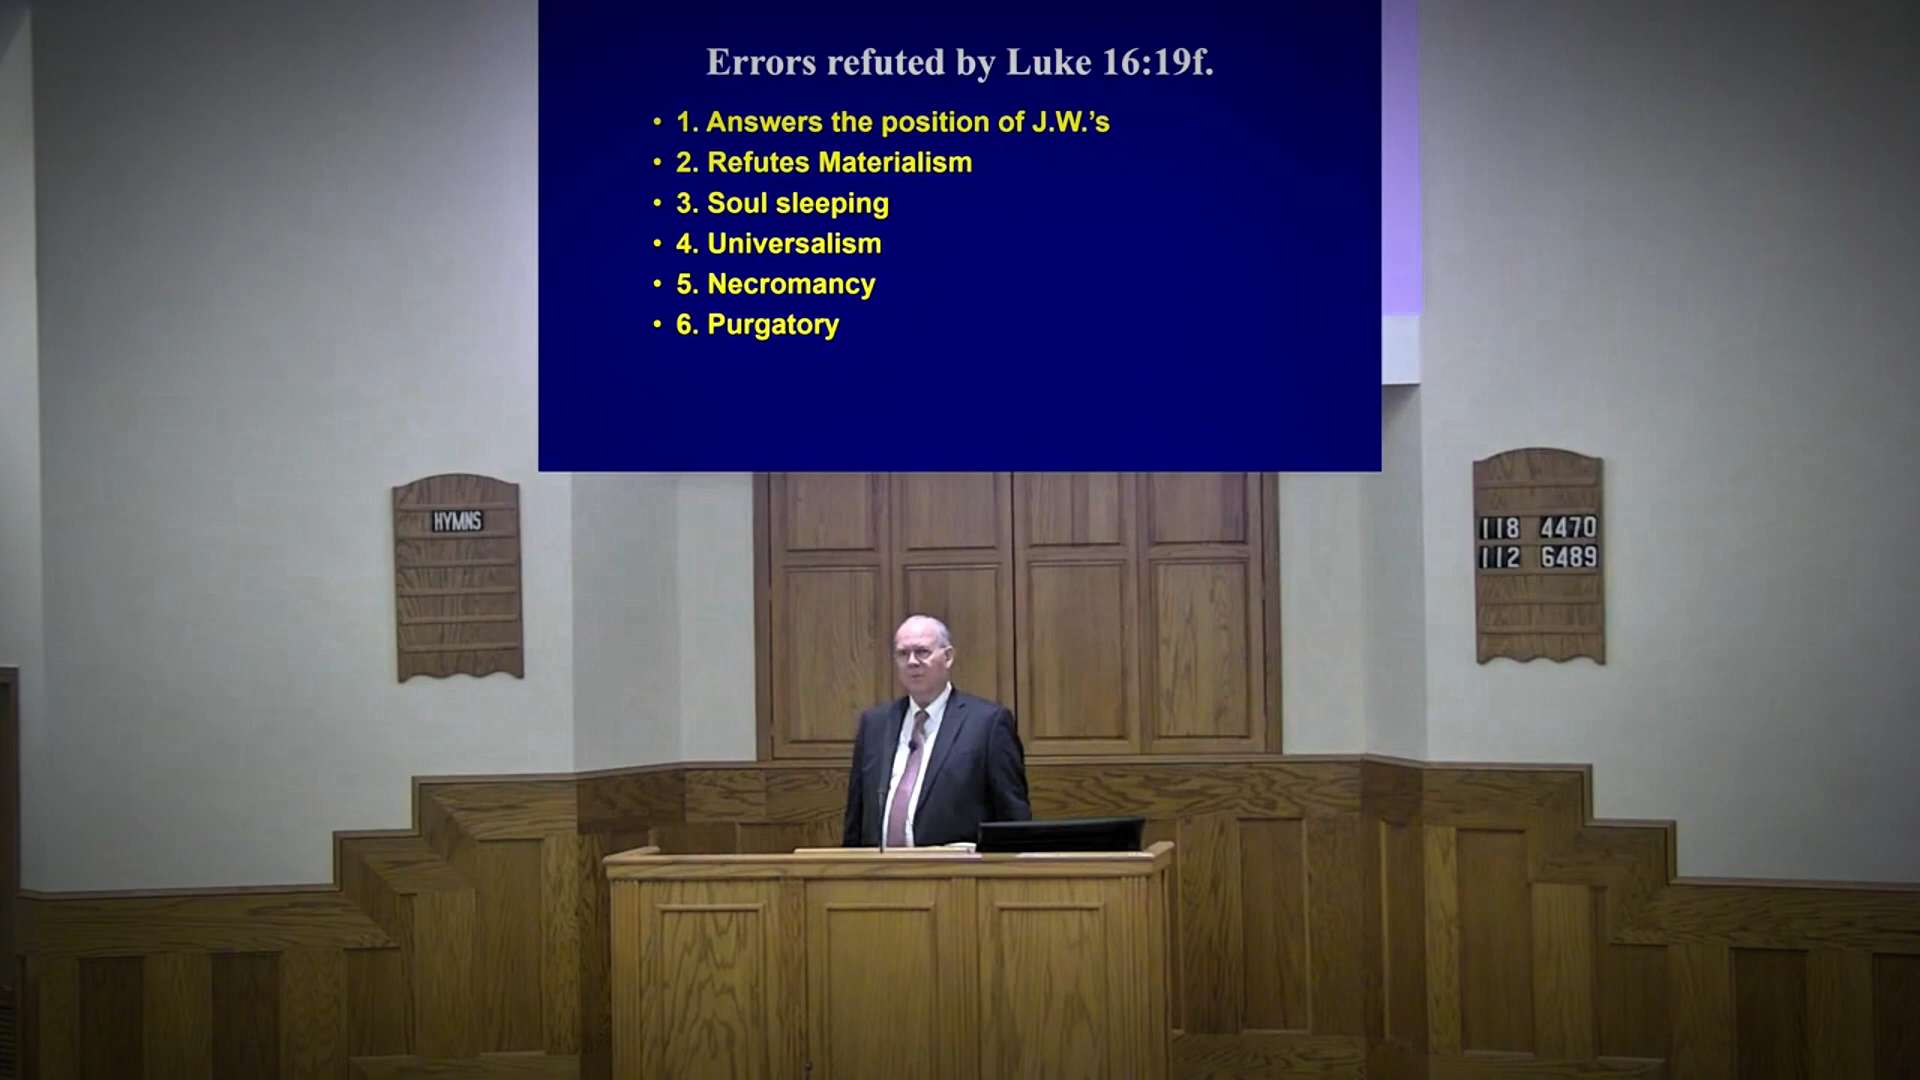 Errors refuted by Luke 16:19f.
• 1. Answers the position of J.W.’s
• 2. Refutes Materialism
• 3. Soul sleeping
• 4. Universalism
• 5. Necromancy
• 6. Purgatory
HYMNS
118 4470
112 6489